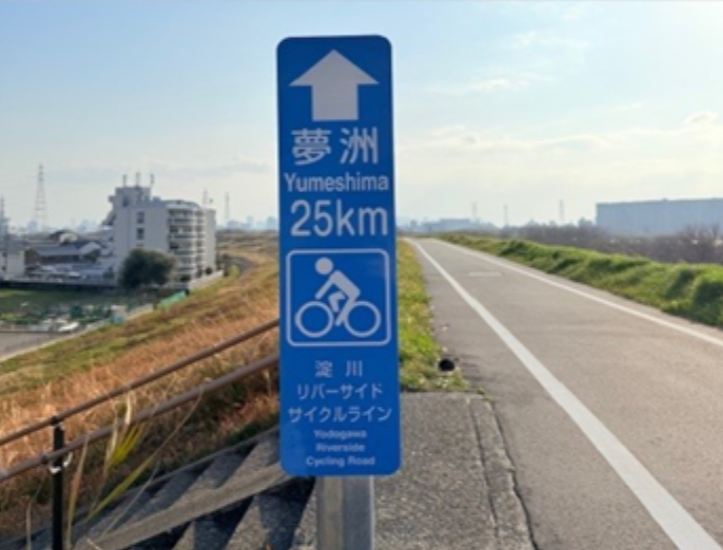 夢洲
Yumeshima
25km
淀川
リバーサイド
サイクルライン
Yodogawa
Riverside
Cycling Road